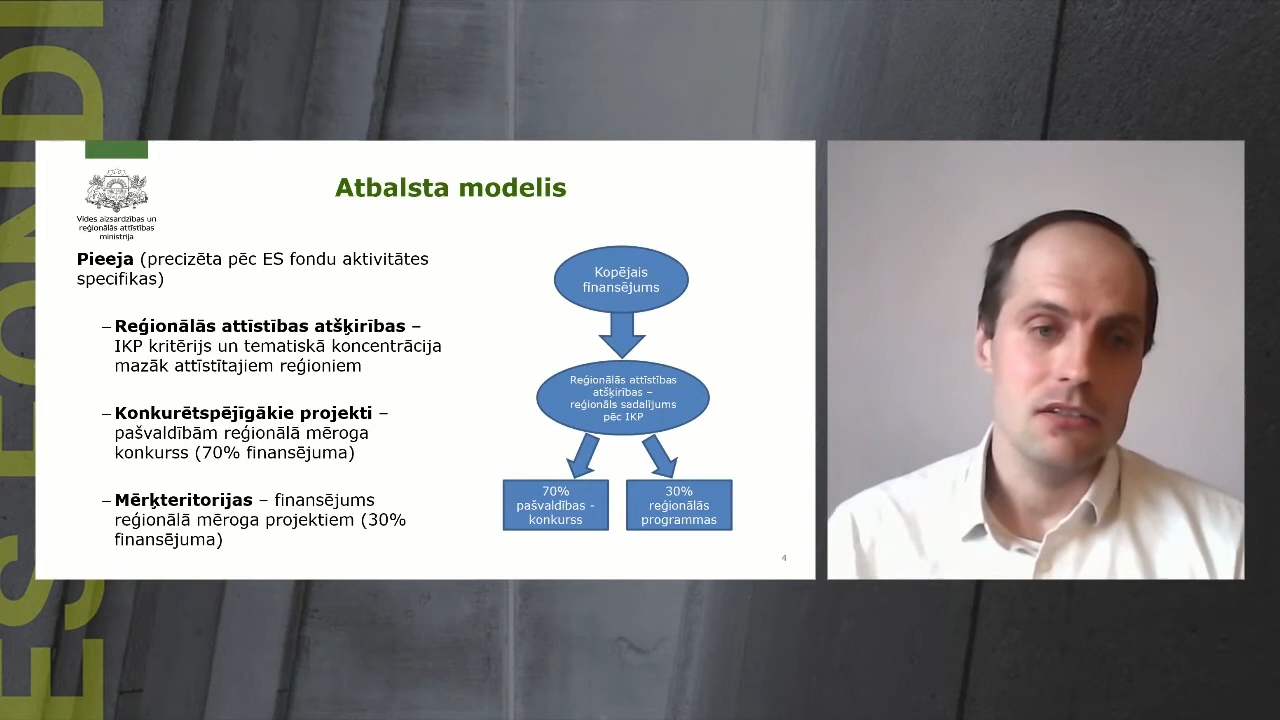 ES FONDI
Atbalsta modelis
Vides aizsardzības un
reģionālās attīstības
ministrija
Pieeja (precizēta pēc ES fondu aktivitātes
specifikas)
– Reģionālās attīstības atšķirības –
IKP kritērijs un tematiskā koncentrācija
mazāk attīstītajiem reģioniem
– Konkurētspējīgākie projekti –
pašvaldībām reģionālā mēroga
konkurss (70% finansējuma)
– Mērķteritorijas – finansējums
reģionālā mēroga projektiem (30%
finansējuma)
Kopējais
finansējums
Reģionālās attīstības
atšķirības –
reģionāls sadalījums
pēc IKP
70%
pašvaldības -
konkurss
30%
reģionālās
programmas
4